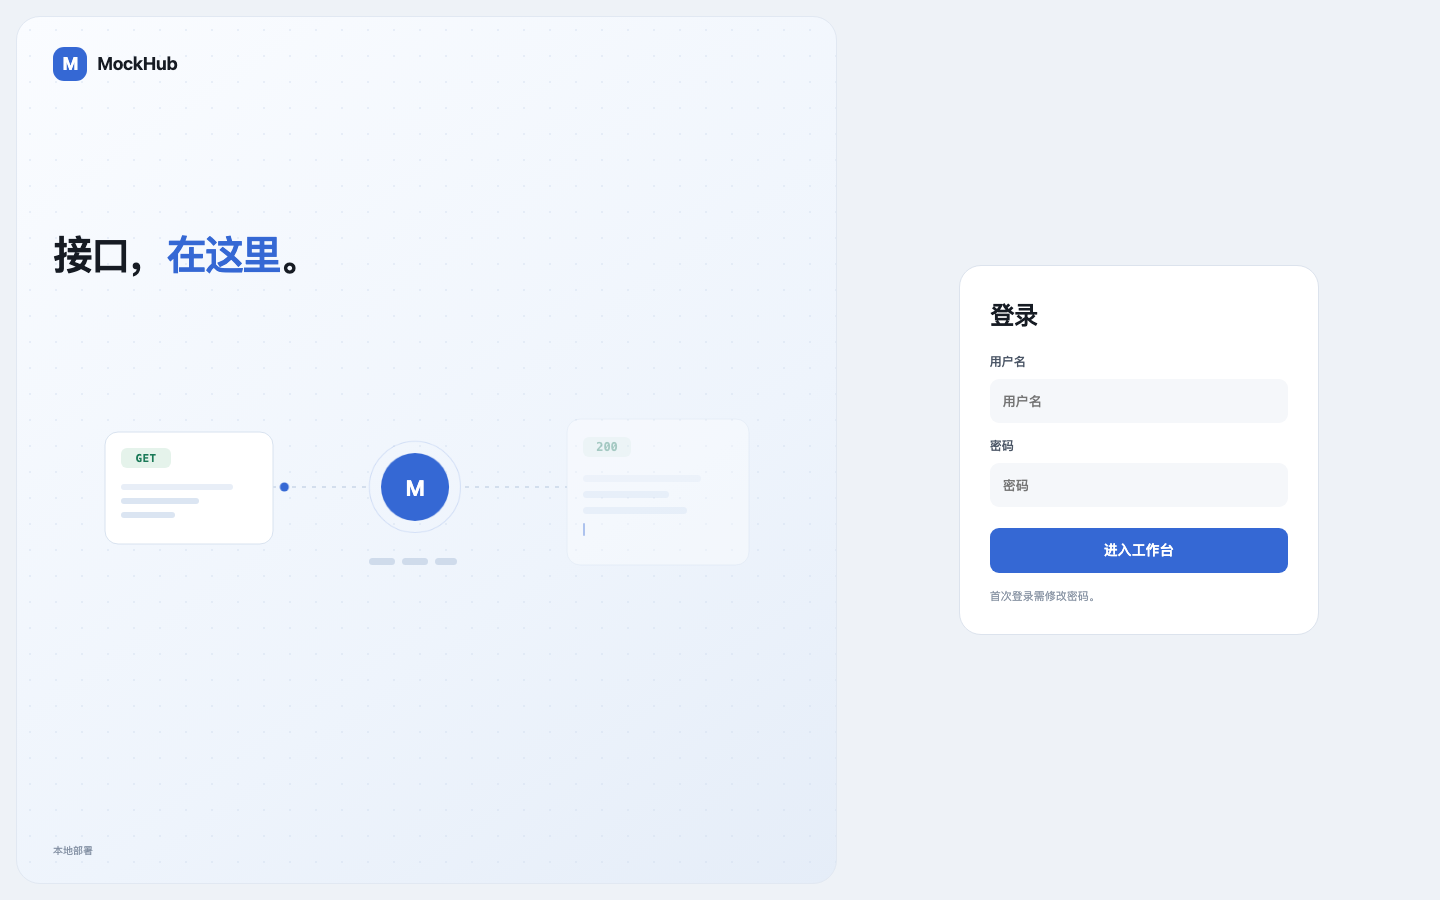 M MockHub
接口，在这里。
GET
M
200
本地部署
登录
用户名
用户名
密码
密码
进入工作台
首次登录需修改密码。